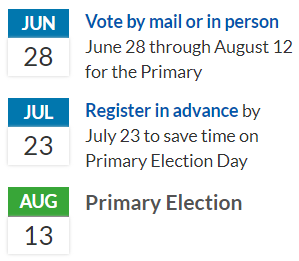 JUN
28
Vote by mail or in person
June 28 through August 12
for the Primary
JUL
23
Register in advance by
July 23 to save time on
Primary Election Day
AUG
13
Primary Election